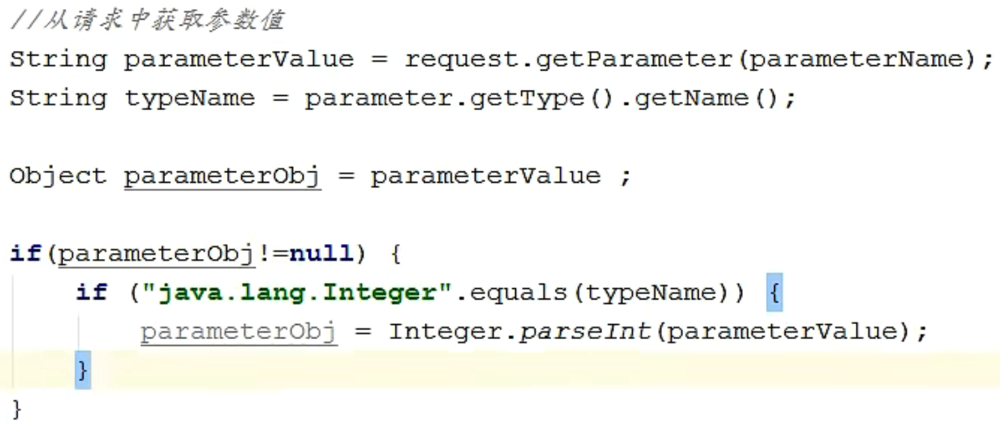 //从请求中获取参数值
String parameterValue = request.getParameter(parameterName);
String typeName = parameter.getType().getName();
Object parameterObj = parameterValue ;
if(parameterObj!=null) {
if ("java.lang.Integer".equals(typeName)) {
parameterObj = Integer.parseInt(parameterValue);
}
}